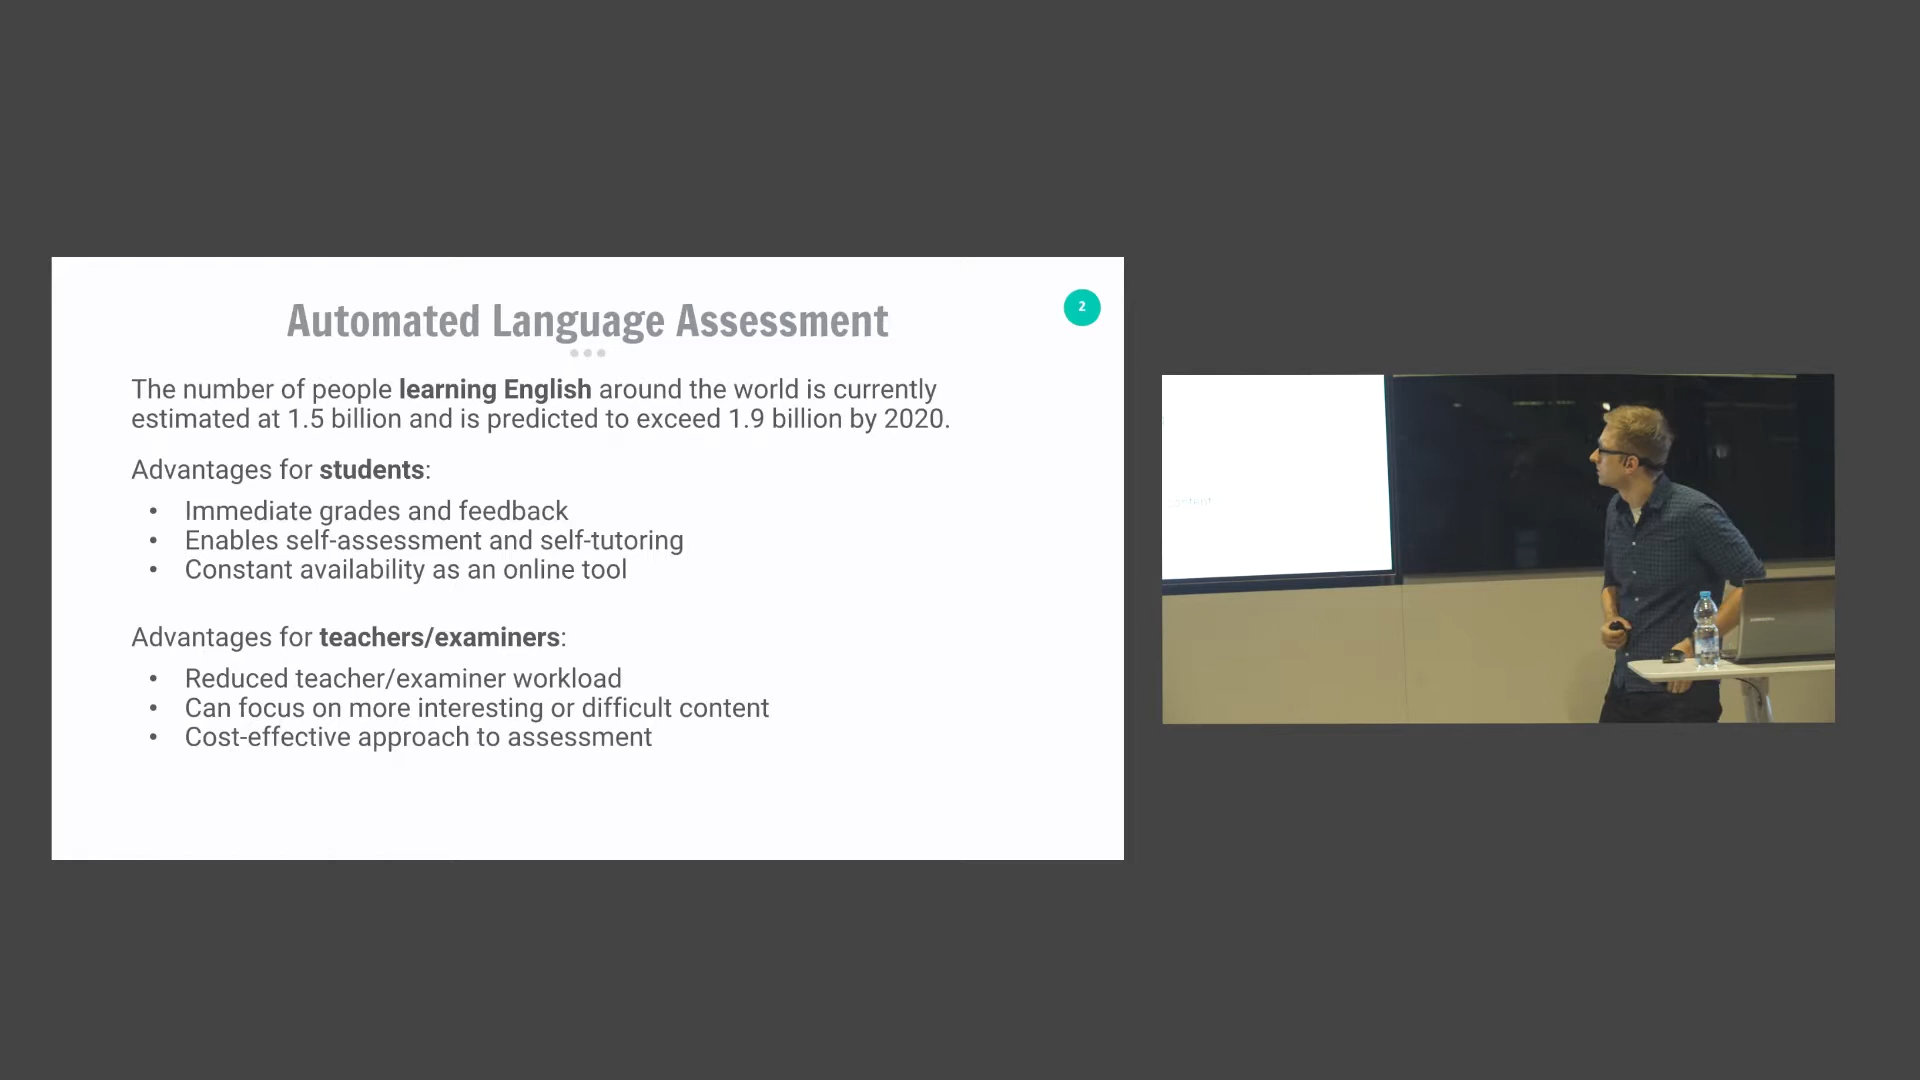 Automated Language Assessment
2
The number of people learning English around the world is currently
estimated at 1.5 billion and is predicted to exceed 1.9 billion by 2020.
Advantages for students:
• Immediate grades and feedback
• Enables self-assessment and self-tutoring
• Constant availability as an online tool
Advantages for teachers/examiners:
• Reduced teacher/examiner workload
• Can focus on more interesting or difficult content
• Cost-effective approach to assessment
content